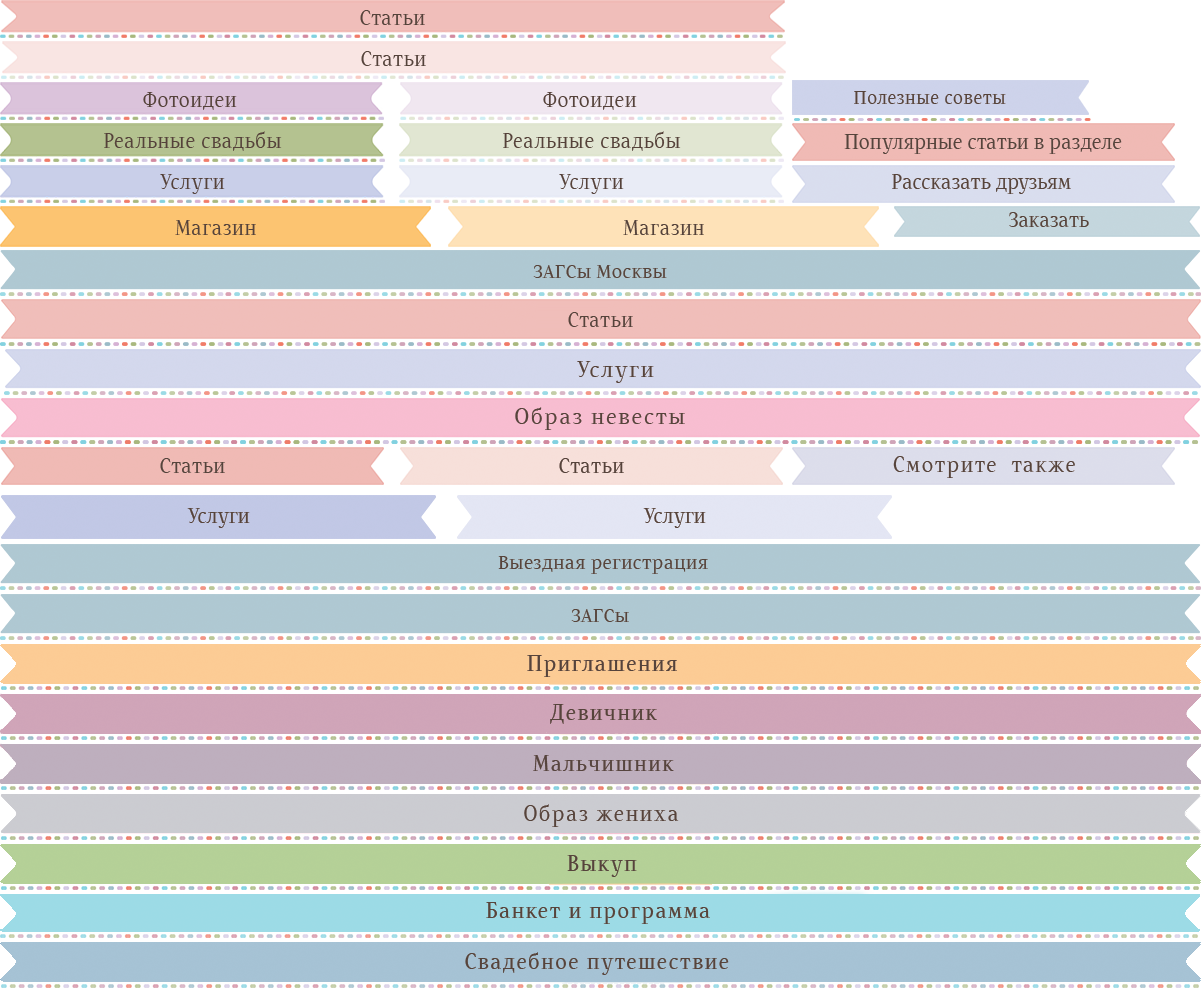 Статьи
Статьи
Фотоидеи
Фотоидеи
Полезные советы
Реальные свадьбы
Реальные свадьбы
Популярные статьи в разделе
Услуги
Услуги
Рассказать друзьям
Магазин
Магазин
Заказать
ЗАГСы Москвы
Статьи
Услуги
Образ невесты
Статьи
Статьи
Смотрите также
Услуги
Услуги
Выездная регистрация
ЗАГСы
Приглашения
Девичник
Мальчишник
Образ жениха
Выкуп
Банкет и программа
Свадебное путешествие